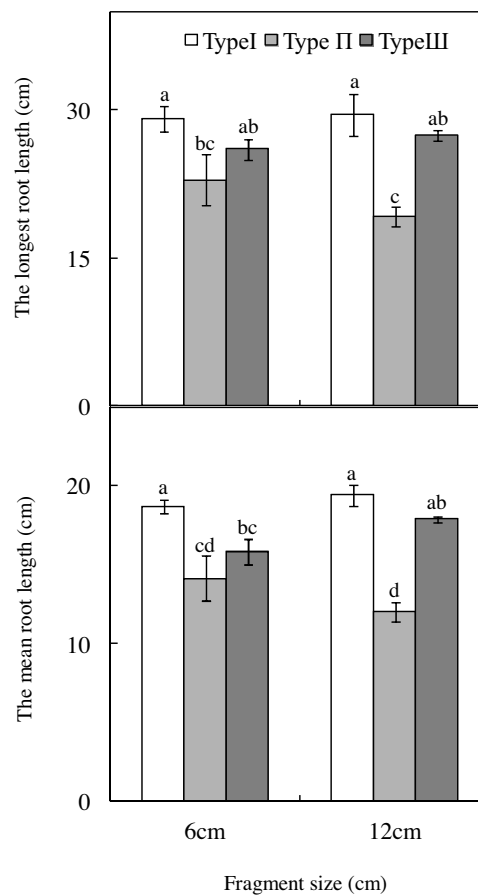 TypeI Type П TypeШ
The longest root length (cm)
30
15
0
a
bc
ab
a
c
ab
The mean root length (cm)
20
10
0
a
cd
bc
a
d
ab
6cm 12cm
Fragment size (cm)